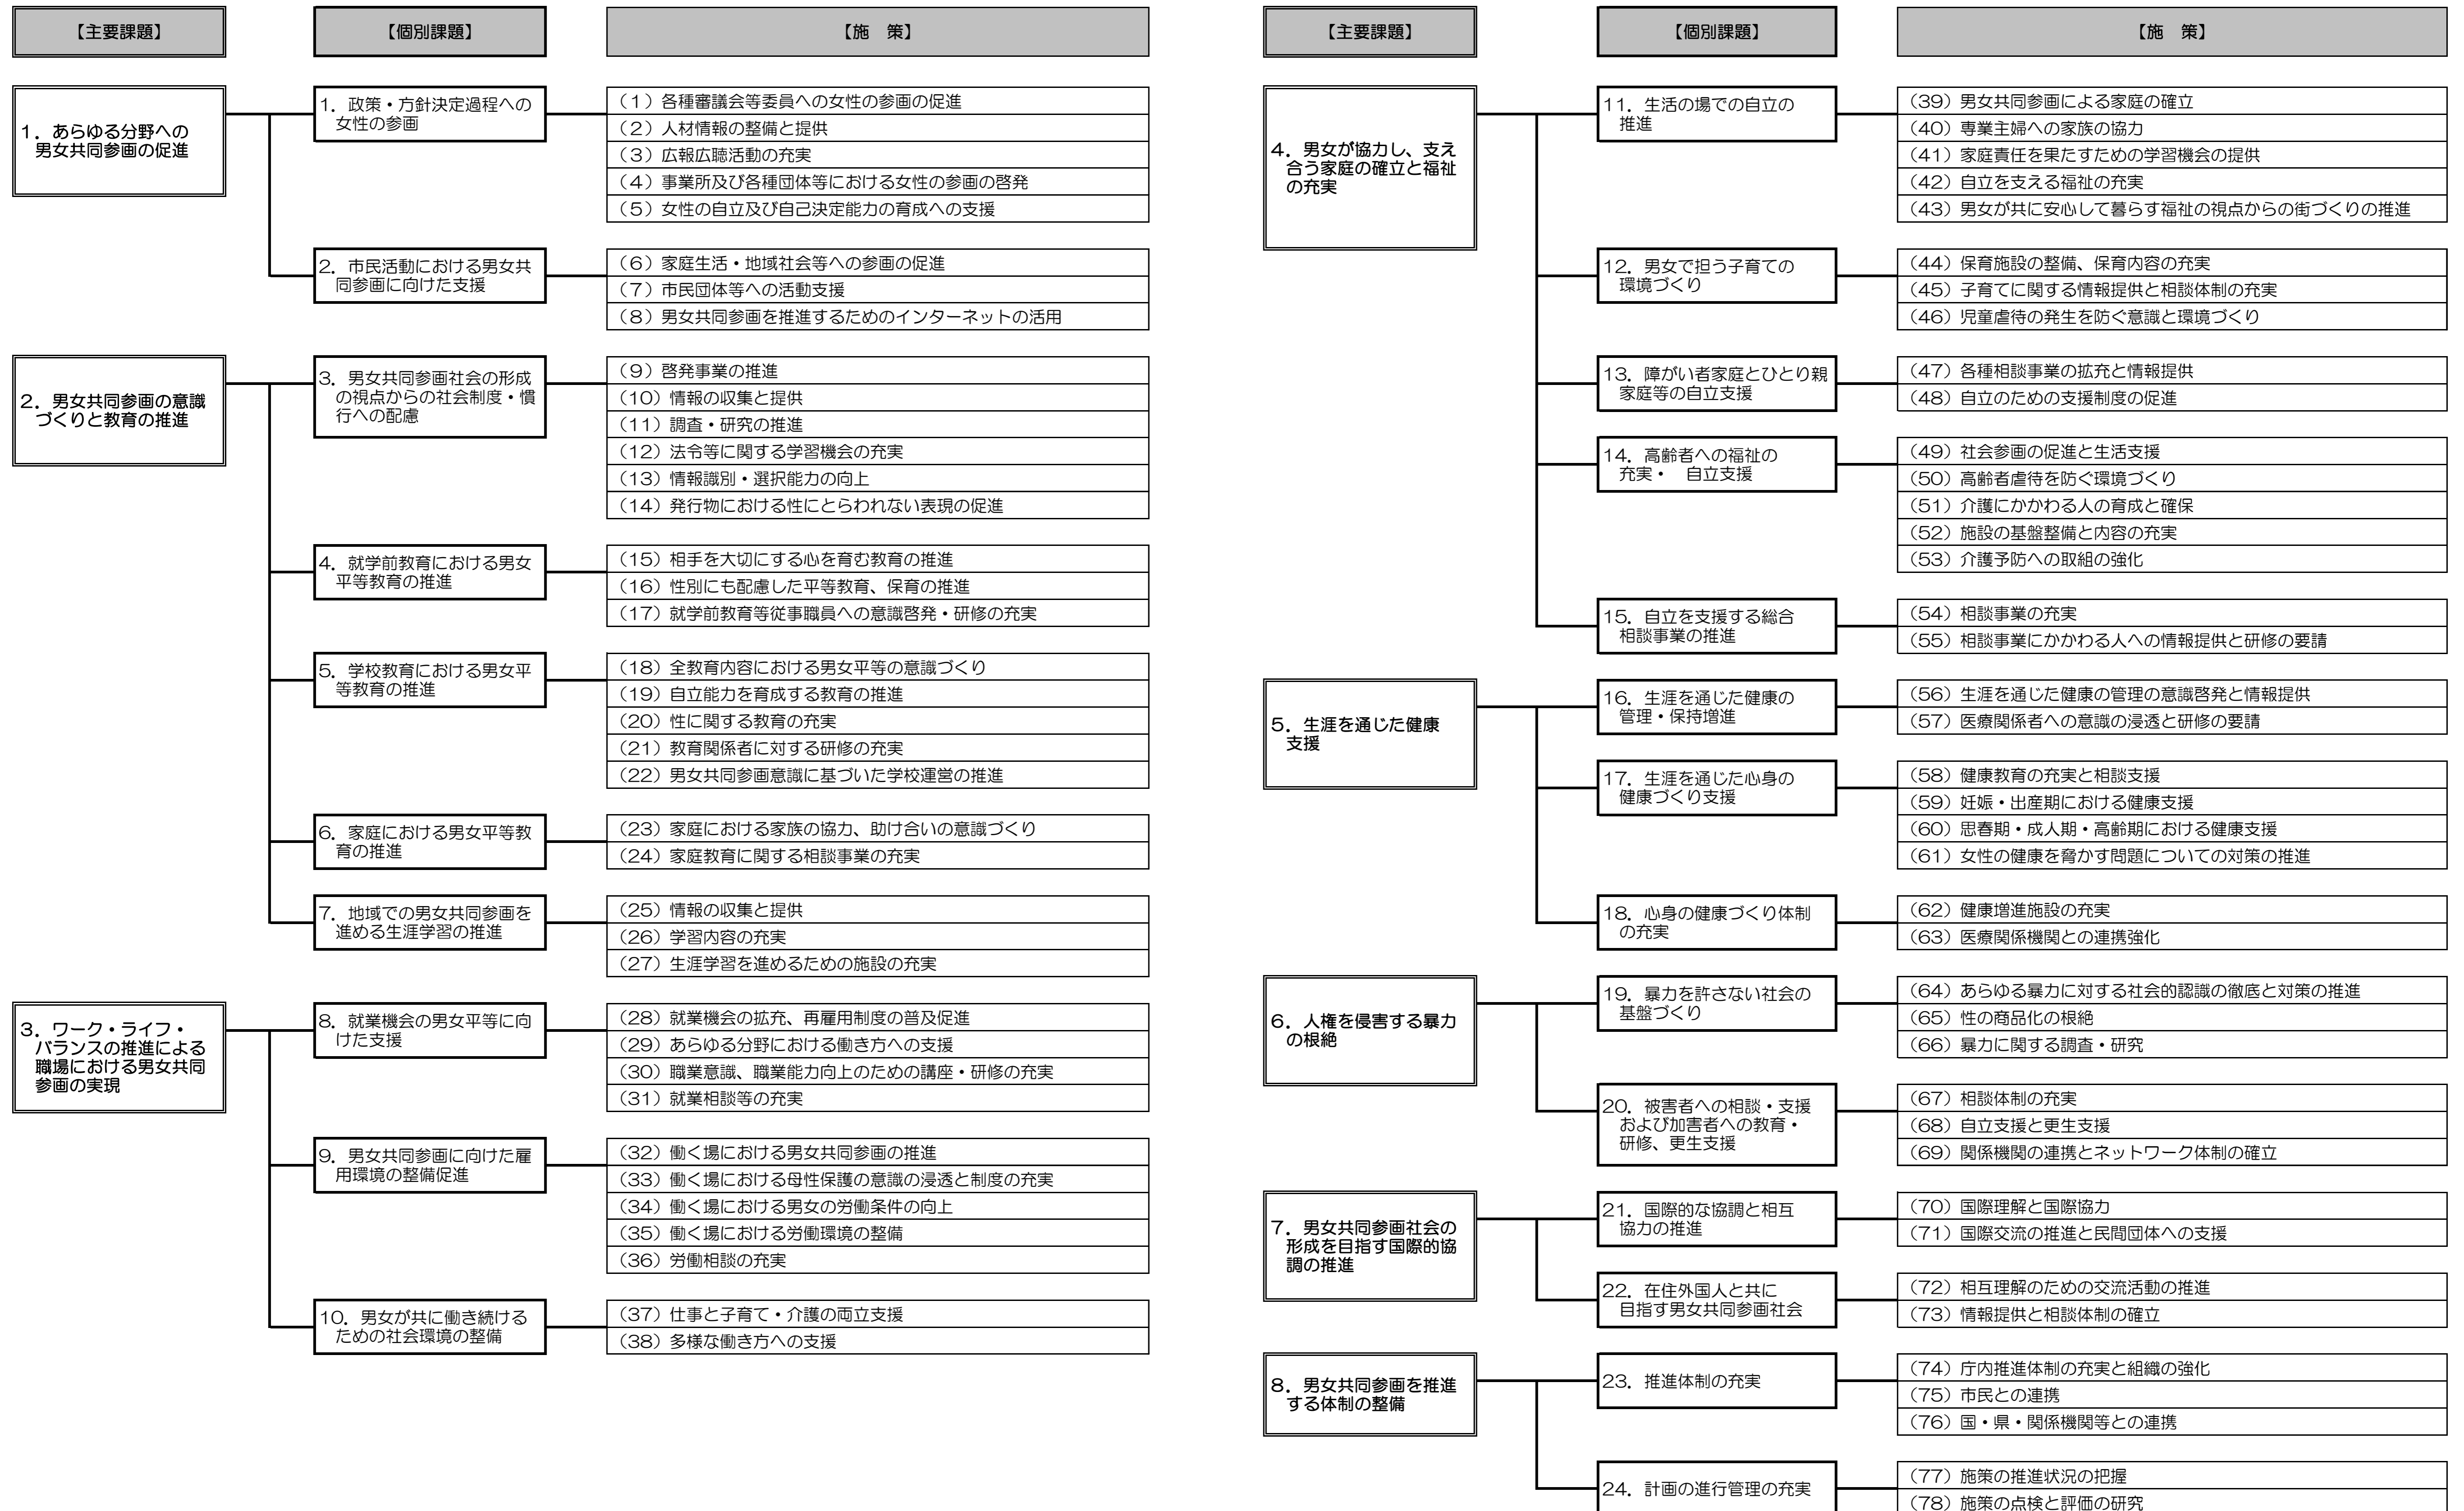 【主要課題】
【個別課題】
【施　策】
1．あらゆる分野への
男女共同参画の促進
1．政策・方針決定過程への
女性の参画
（1）各種審議会等委員への女性の参画の促進
（2）人材情報の整備と提供
（3）広報広聴活動の充実
（4）事業所及び各種団体等における女性の参画の啓発
（5）女性の自立及び自己決定能力の育成への支援
2．市民活動における男女共
同参画に向けた支援
（6）家庭生活・地域社会等への参画の促進
（7）市民団体等への活動支援
（8）男女共同参画を推進するためのインターネットの活用
2．男女共同参画の意識
づくりと教育の推進
3．男女共同参画社会の形成
の視点からの社会制度・慣
行への配慮
（9）啓発事業の推進
（10）情報の収集と提供
（11）調査・研究の推進
（12）法令等に関する学習機会の充実
（13）情報識別・選択能力の向上
（14）発行物における性にとらわれない表現の促進
4．就学前教育における男女
平等教育の推進
（15）相手を大切にする心を育む教育の推進
（16）性別にも配慮した平等教育、保育の推進
（17）就学前教育等従事職員への意識啓発・研修の充実
5．学校教育における男女平
等教育の推進
（18）全教育内容における男女平等の意識づくり
（19）自立能力を育成する教育の推進
（20）性に関する教育の充実
（21）教育関係者に対する研修の充実
（22）男女共同参画意識に基づいた学校運営の推進
6．家庭における男女平等教
育の推進
（23）家庭における家族の協力、助け合いの意識づくり
（24）家庭教育に関する相談事業の充実
7．地域での男女共同参画を
進める生涯学習の推進
（25）情報の収集と提供
（26）学習内容の充実
（27）生涯学習を進めるための施設の充実
3．ワーク・ライフ・
バランスの推進による
職場における男女共同
参画の実現
8．就業機会の男女平等に向
けた支援
（28）就業機会の拡充、再雇用制度の普及促進
（29）あらゆる分野における働き方への支援
（30）職業意識、職業能力向上のための講座・研修の充実
（31）就業相談等の充実
9．男女共同参画に向けた雇
用環境の整備促進
（32）働く場における男女共同参画の推進
（33）働く場における母性保護の意識の浸透と制度の充実
（34）働く場における男女の労働条件の向上
（35）働く場における労働環境の整備
（36）労働相談の充実
10．男女が共に働き続ける
ための社会環境の整備
（37）仕事と子育て・介護の両立支援
（38）多様な働き方への支援
【主要課題】
【個別課題】
【施　策】
4．男女が協力し、支え
合う家庭の確立と福祉
の充実
11．生活の場での自立の
推進
（39）男女共同参画による家庭の確立
（40）専業主婦への家族の協力
（41）家庭責任を果たすための学習機会の提供
（42）自立を支える福祉の充実
（43）男女が共に安心して暮らす福祉の視点からの街づくりの推進
12．男女で担う子育ての
環境づくり
（44）保育施設の整備、保育内容の充実
（45）子育てに関する情報提供と相談体制の充実
（46）児童虐待の発生を防ぐ意識と環境づくり
13．障がい者家庭とひとり親
家庭等の自立支援
（47）各種相談事業の拡充と情報提供
（48）自立のための支援制度の促進
14．高齢者への福祉の
充実・　自立支援
（49）社会参画の促進と生活支援
（50）高齢者虐待を防ぐ環境づくり
（51）介護にかかわる人の育成と確保
（52）施設の基盤整備と内容の充実
（53）介護予防への取組の強化
15．自立を支援する総合
相談事業の推進
（54）相談事業の充実
（55）相談事業にかかわる人への情報提供と研修の要請
5．生涯を通じた健康
支援
16．生涯を通じた健康の
管理・保持増進
（56）生涯を通じた健康の管理の意識啓発と情報提供
（57）医療関係者への意識の浸透と研修の要請
17．生涯を通じた心身の
健康づくり支援
（58）健康教育の充実と相談支援
（59）妊娠・出産期における健康支援
（60）思春期・成人期・高齢期における健康支援
（61）女性の健康を脅かす問題についての対策の推進
18．心身の健康づくり体制
の充実
（62）健康増進施設の充実
（63）医療関係機関との連携強化
6．人権を侵害する暴力
の根絶
19．暴力を許さない社会の
基盤づくり
（64）あらゆる暴力に対する社会的認識の徹底と対策の推進
（65）性の商品化の根絶
（66）暴力に関する調査・研究
20．被害者への相談・支援
および加害者への教育・
研修、更生支援
（67）相談体制の充実
（68）自立支援と更生支援
（69）関係機関の連携とネットワーク体制の確立
7．男女共同参画社会の
形成を目指す国際的協
調の推進
21．国際的な協調と相互
協力の推進
（70）国際理解と国際協力
（71）国際交流の推進と民間団体への支援
22．在住外国人と共に
目指す男女共同参画社会
（72）相互理解のための交流活動の推進
（73）情報提供と相談体制の確立
8．男女共同参画を推進
する体制の整備
23．推進体制の充実
（74）庁内推進体制の充実と組織の強化
（75）市民との連携
（76）国・県・関係機関等との連携
24．計画の進行管理の充実
（77）施策の推進状況の把握
（78）施策の点検と評価の研究